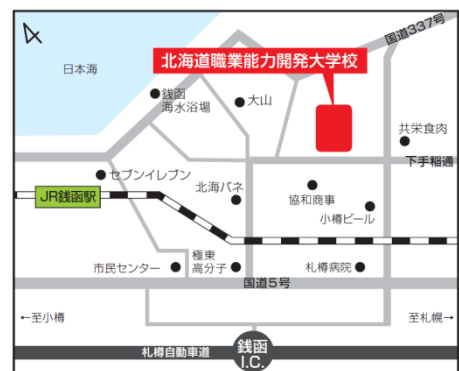 国道337号
北海道職業能力開発大学校
日本海
銭函
海水浴場
大山
共栄食肉
下手稲通
セブンイレブン
JR銭函駅
北海バネ
協和商事
小樽ビール
市民センター
極東
高分子
札樽病院
国道5号
←至小樽
至札幌→
札樽自動車道
銭函
I.C.